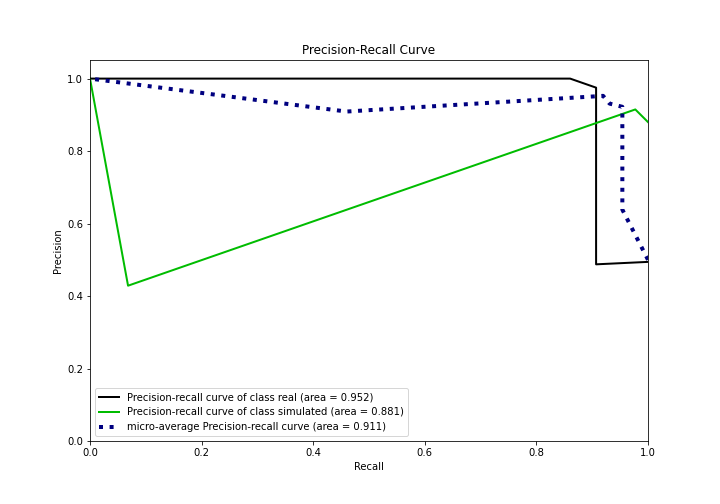 Precision-Recall Curve
Precision
1.0
0.8
0.6
0.4
0.2
0.0
Precision-recall curve of class real (area = 0.952)
Precision-recall curve of class simulated (area = 0.881)
micro-average Precision-recall curve (area = 0.911)
0.0 0.2 0.4 0.6 0.8 1.0
Recall